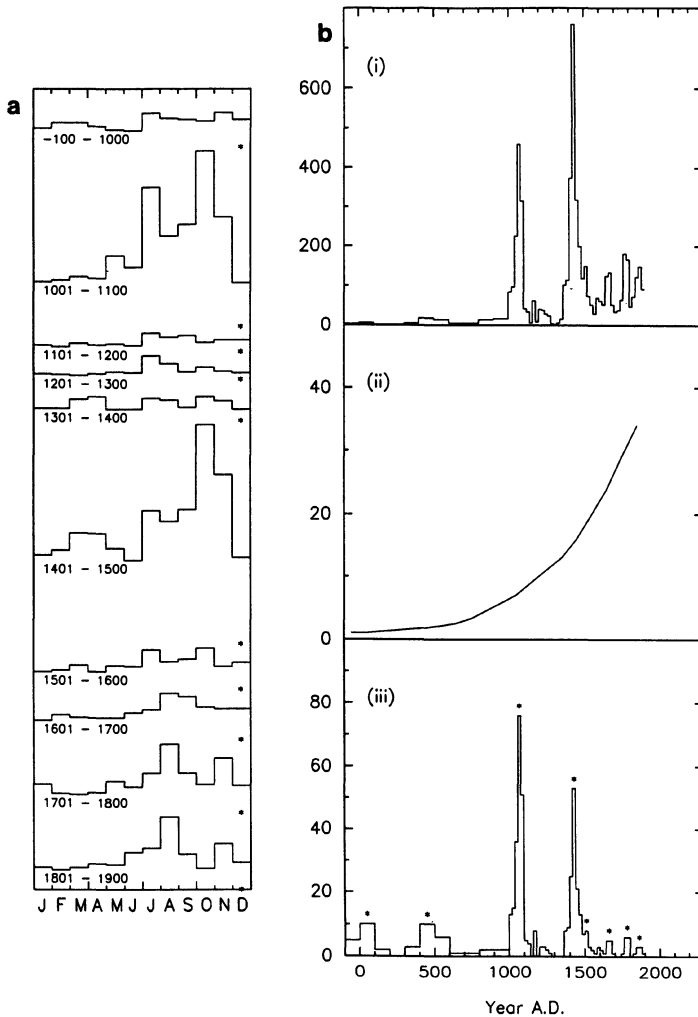 a
-100 - 1000
*
1001 - 1100
*
1101 - 1200
*
1201 - 1300
*
1301 - 1400
*
1401 - 1500
*
1501 - 1600
*
1601 - 1700
*
1701 - 1800
*
1801 - 1900
*
J F M A M J J A S O N D
b
(i)
600
400
200
0
(ii)
40
20
0
(iii)
80
60
40
20
10
0
* * * * * * * *
0 500 1000 1500 2000
Year A.D.